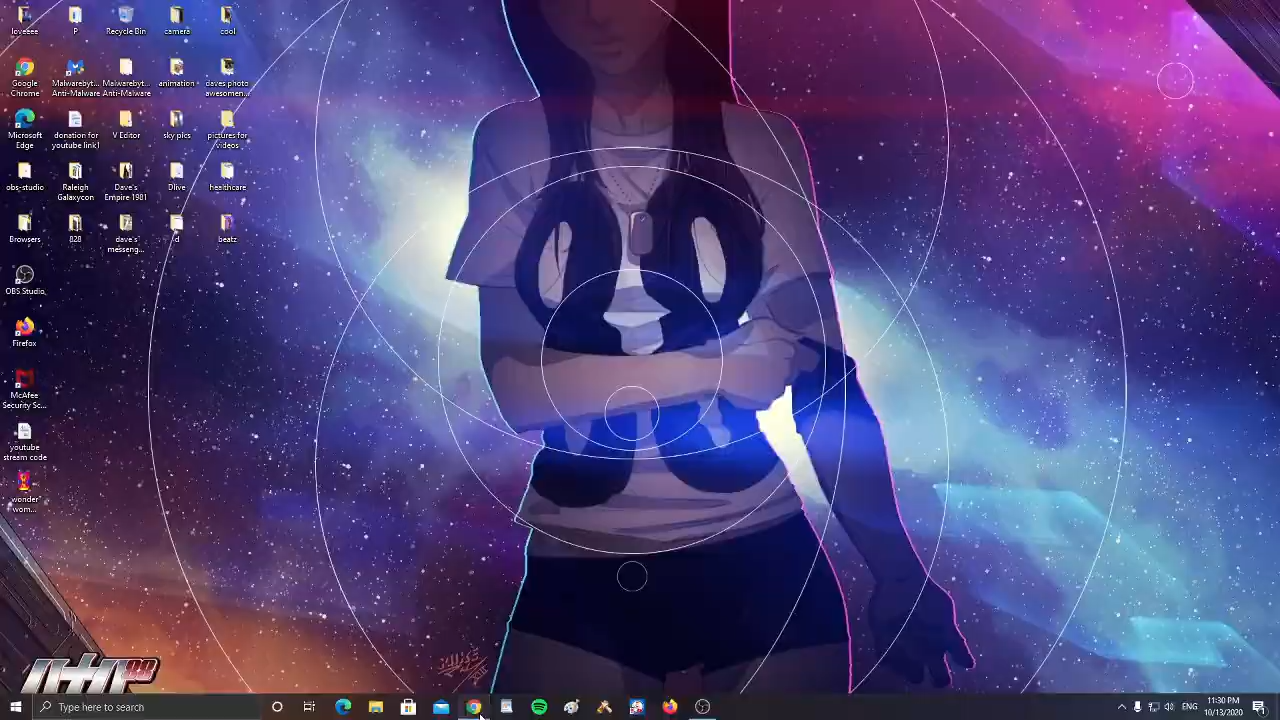 loveeee
P
Recycle Bin
camera
cool
Google
Chrome
Malwarebyt...
Anti-Malware
Malwarebyt...
Anti-Malware
animation
daves photo
awesomen...
Microsoft
Edge
donation for
youtube link!
V Editor
sky pics
pictures for
videos
obs-studio
Raleigh
Galaxycon
Dave's
Empire 1981
Dlive
healthcare
Browsers
828
dave's
messeng...
d
beatz
OBS Studio
Firefox
McAfee
Security Sc...
youtube
stream code
wonder
wom...
Type here to search
ENG
11:30 PM
10/13/2020